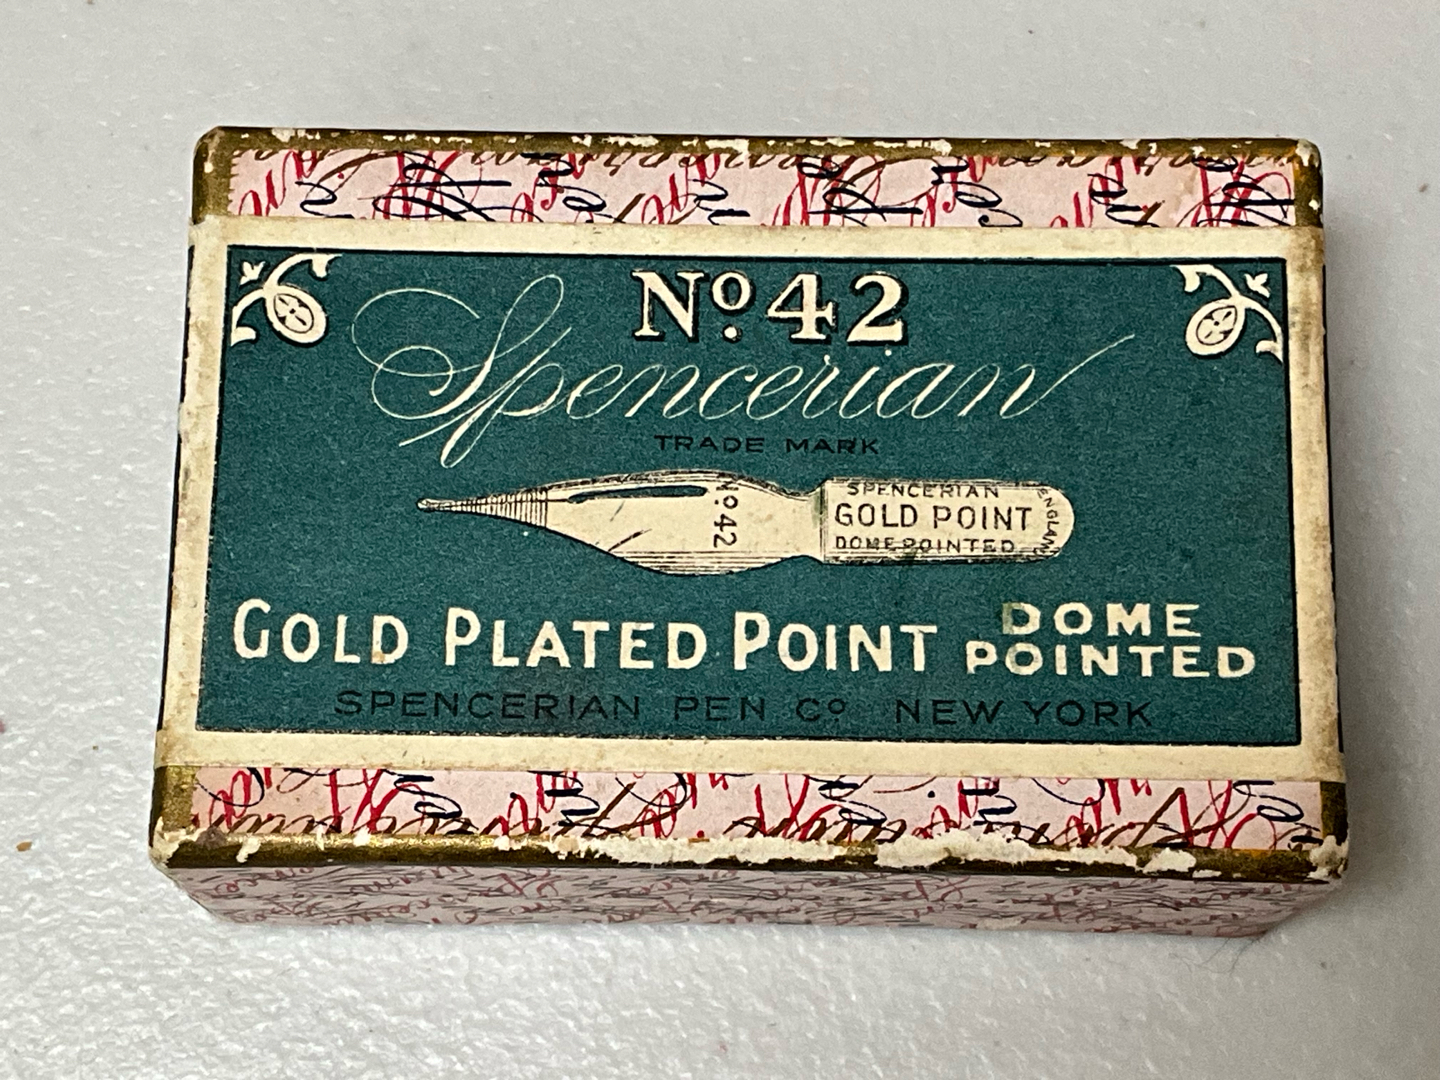 Nº. 42
Spencerian
TRADE MARK
Nº. 42
SPENCERIAN
GOLD POINT
DOME POINTED
ENGLAND
GOLD PLATED POINT DOME POINTED
SPENCERIAN PEN Cº NEW YORK